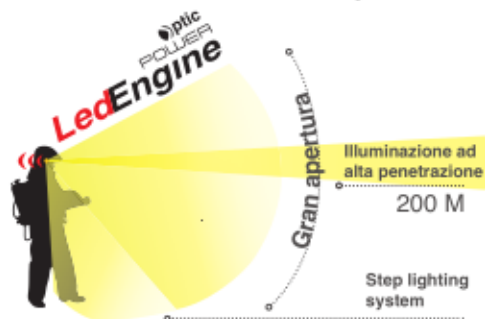 Optic
POWER
LedEngine
Gran apertura
Illuminazione ad
alta penetrazione
200 M
Step lighting
system